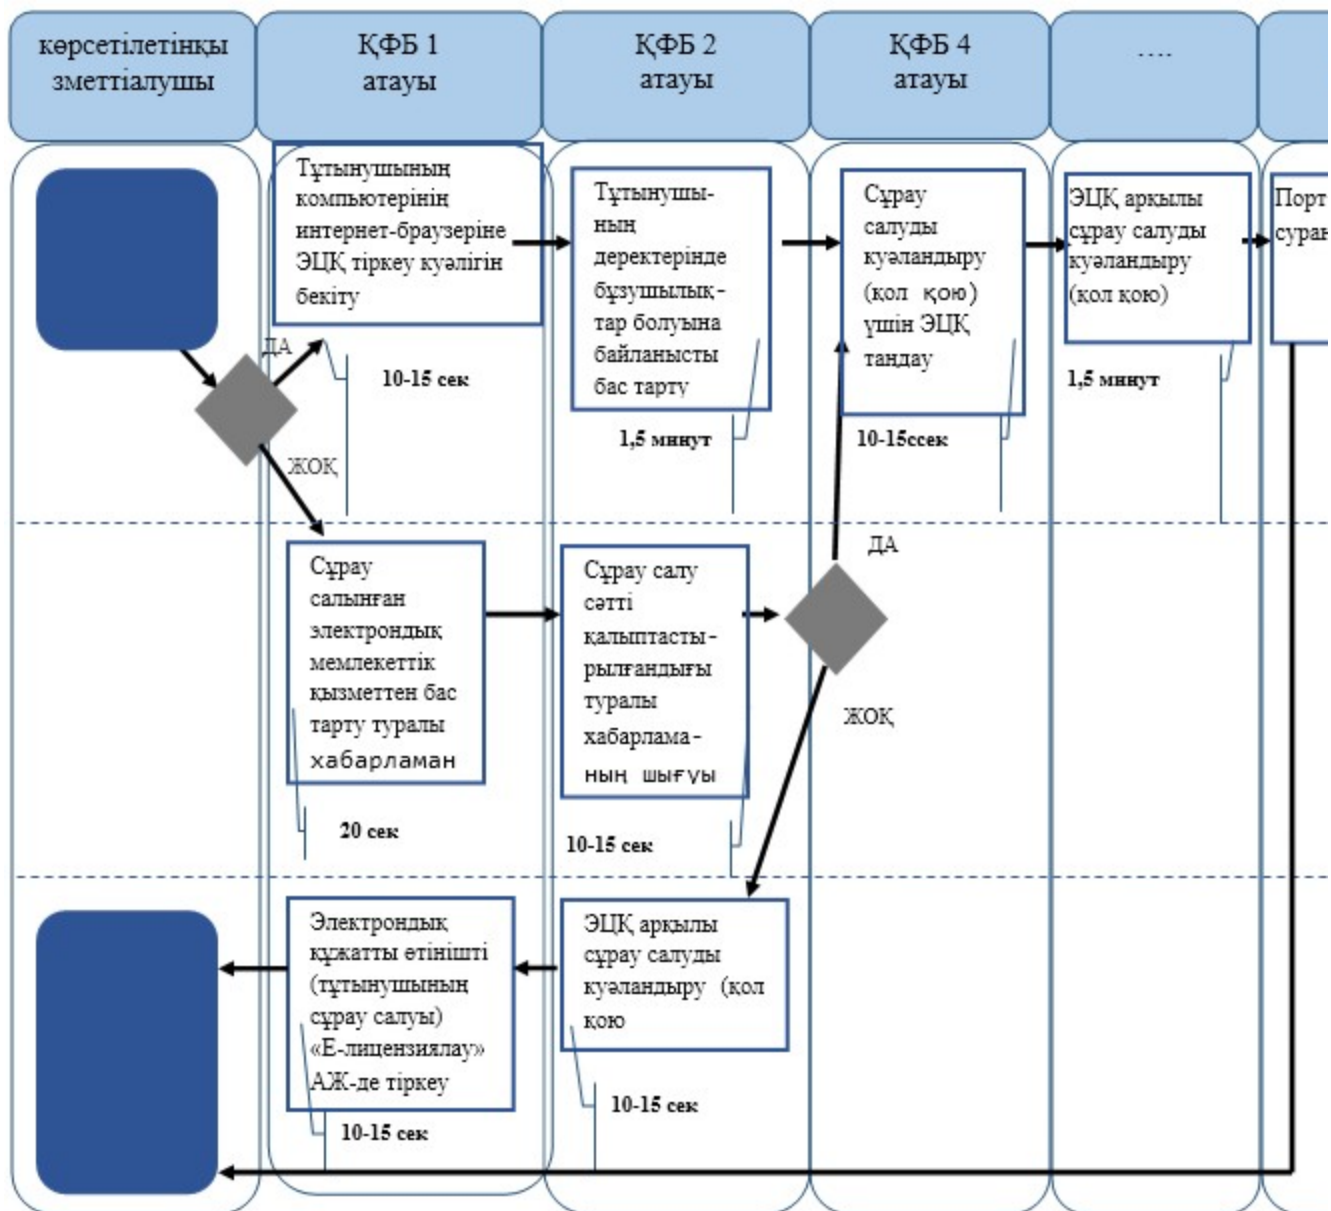 көрсетілетінқы
зметтіалушы
ҚФБ 1
атауы
ҚФБ 2
атауы
ҚФБ 4
атауы
....
Тұтынушының
компьютерінің
интернет-браузеріне
ЭЦҚ тіркеу куәлігін
бекіту
Тұтынушы-
ның
деректерінде
бұзушылық-
тар болуына
байланысты
бас тарту
Сұрау
салуды
куәландыру
(қол қою)
үшін ЭЦҚ
таңдау
ЭЦҚ арқылы
сұрау салуды
куәландыру
(қол қою)
Порт
суран
ДА
10-15 сек
1,5 минут
10-15ссек
1,5 минут
ЖОҚ
Сұрау
салынған
электрондық
мемлекеттік
қызметтен бас
тарту туралы
хабарламан
Сұрау салу
сәтті
қалыптасты-
рылғандығы
туралы
хабарлама-
ның шығуы
ДА
ЖОҚ
20 сек
10-15 сек
Электрондық
құжатты өтінішті
(тұтынушының
сұрау салуы)
«Е-лицензиялау»
АЖ-де тіркеу
ЭЦҚ арқылы
сұрау салуды
куәландыру (қол
қою
10-15 сек
10-15 сек